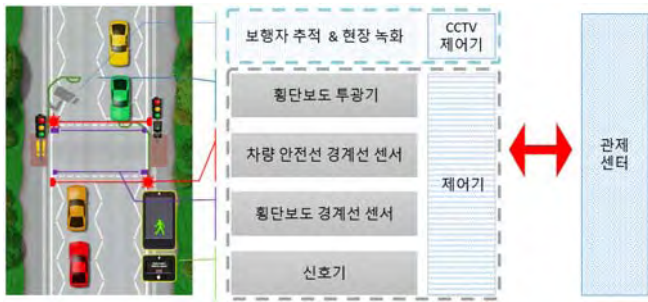 보행자 추적 & 현장 녹화
CCTV
제어기
횡단보도 투광기
차량 안전선 경계선 센서
제어기
횡단보도 경계선 센서
신호기
관제
센터